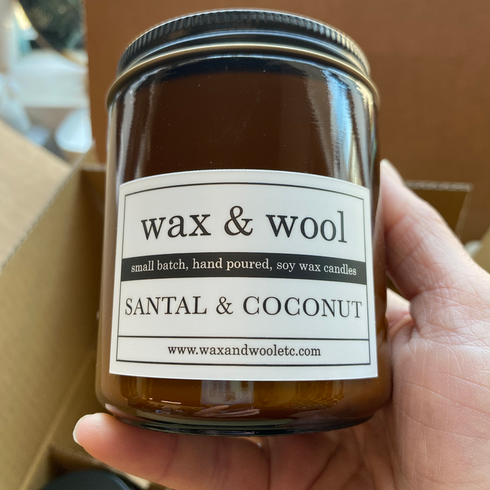 wax & wool
small batch, hand poured, soy wax candles
SANTAL & COCONUT
www.waxandwooletc.com